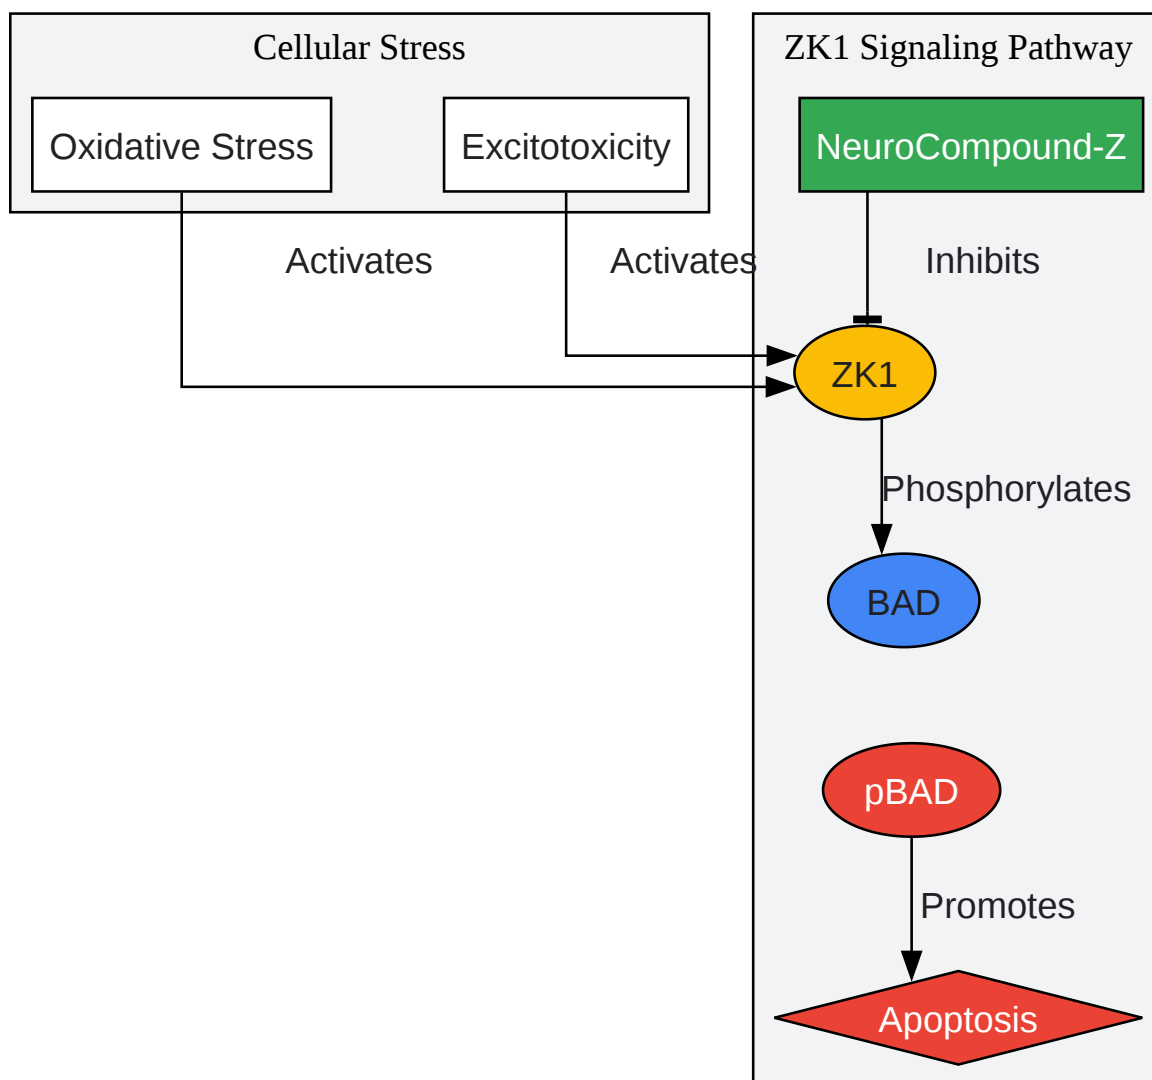 Cellular Stress
ZK1 Signaling Pathway
Oxidative Stress
Excitotoxicity
NeuroCompound-Z
Activates
Activates
Inhibits
ZK1
Phosphorylates
BAD
pBAD
Promotes
Apoptosis